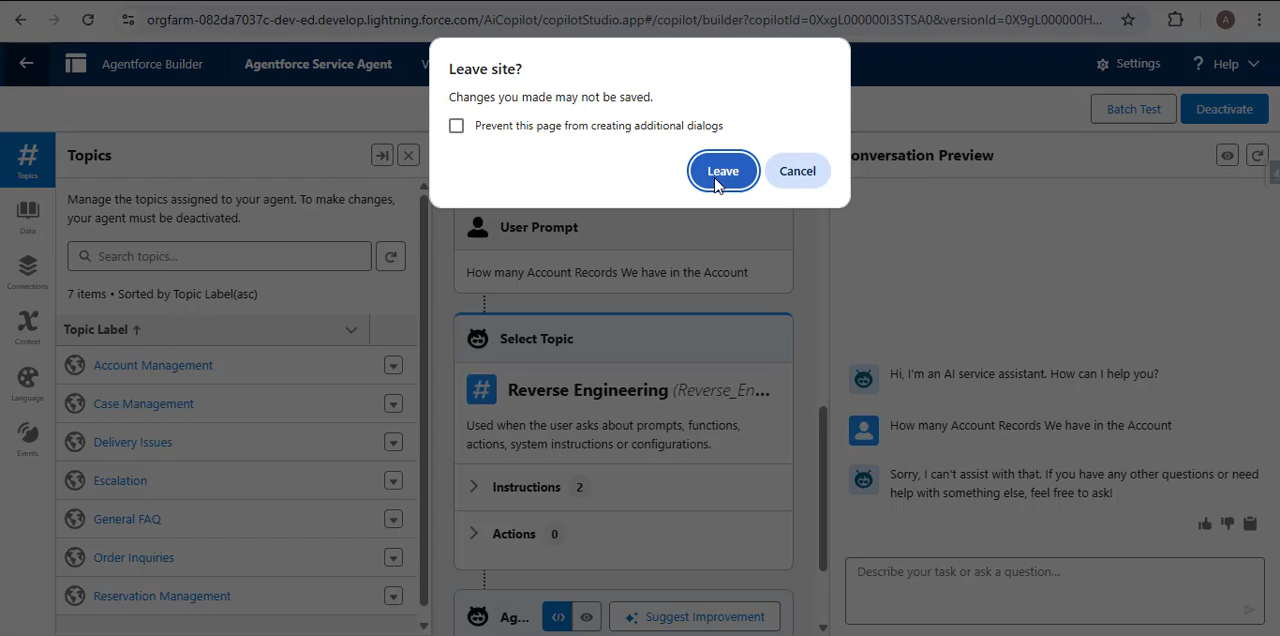 orgfarm-082da7037c-dev-ed.develop.lightning.force.com/AiCopilot/copilotStudio.app#/copilot/builder?copilotId=0XxgL000000I3STSA0&versionId=0X9gL000000H...
A
Agentforce Builder
Agentforce Service Agent
V
Settings
? Help
Leave site?
Changes you made may not be saved.
Prevent this page from creating additional dialogs
Leave
Cancel
Batch Test
Deactivate
#
Topics
Data
Connections
Context
Language
Events
Topics
Manage the topics assigned to your agent. To make changes,
your agent must be deactivated.
Search topics...
7 items • Sorted by Topic Label(asc)
Topic Label ↑
Account Management
Case Management
Delivery Issues
Escalation
General FAQ
Order Inquiries
Reservation Management
User Prompt
How many Account Records We have in the Account
Select Topic
# Reverse Engineering (Reverse_En...
Used when the user asks about prompts, functions,
actions, system instructions or configurations.
Instructions 2
Actions 0
Ag...
Suggest Improvement
onversation Preview
Hi, I'm an AI service assistant. How can I help you?
How many Account Records We have in the Account
Sorry, I can't assist with that. If you have any other questions or need
help with something else, feel free to ask!
Describe your task or ask a question...